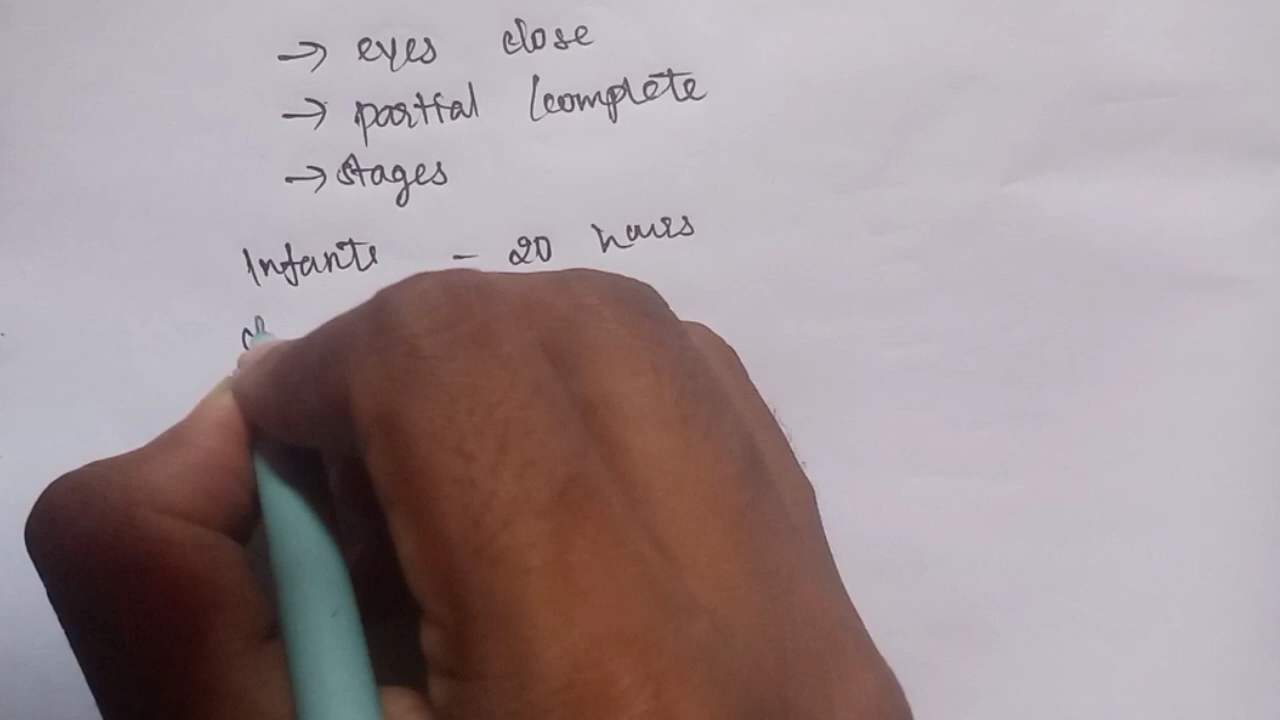 → eyes close
→ partial /complete
→ stages
Infants - 20 hours